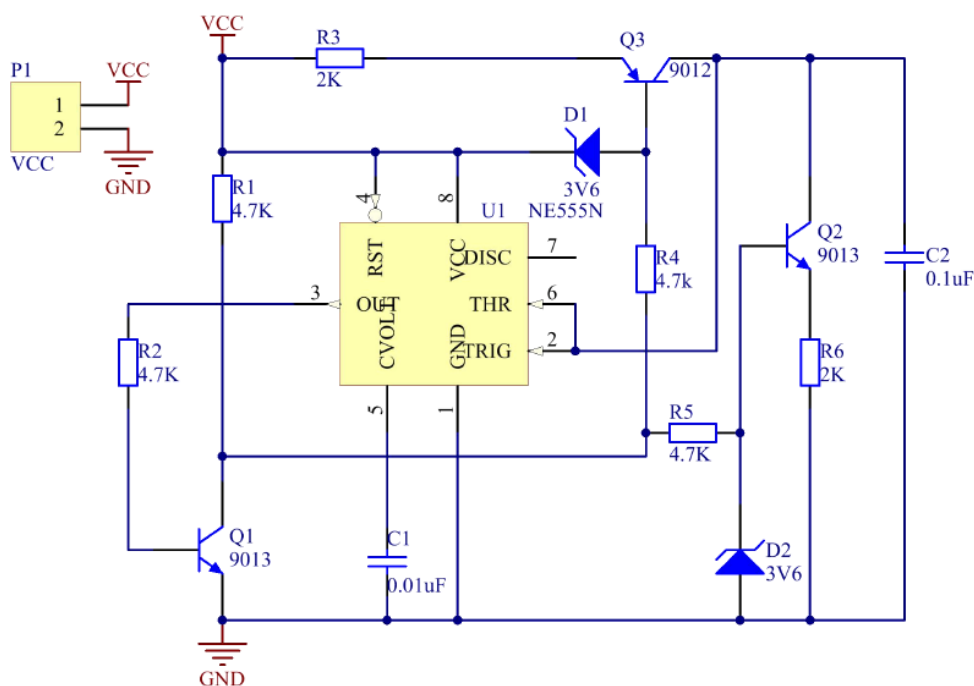 VCC
P1
VCC
1
2
VCC
GND
R3
2K
Q3
9012
D1
3V6
R1
4.7K
4
8
U1
NE555N
RST
VCC
DISC
7
3
OUT
THR
6
CVOLT
GND
TRIG
2
5
1
R2
4.7K
R4
4.7k
Q2
9013
C2
0.1uF
R6
2K
R5
4.7K
Q1
9013
C1
0.01uF
D2
3V6
GND